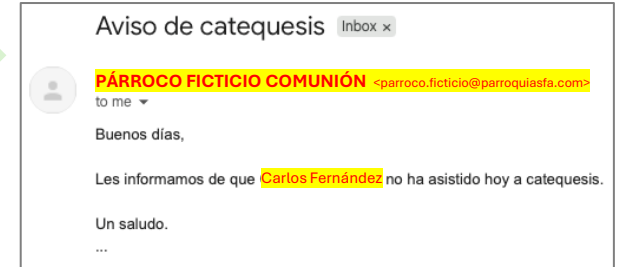 Aviso de catequesis Inbox ×
PÁRROCO FICTICIO COMUNIÓN <parroco.ficticio@parroquiasfa.com>
to me
Buenos días,
Les informamos de que Carlos Fernández no ha asistido hoy a catequesis.
Un saludo.
...